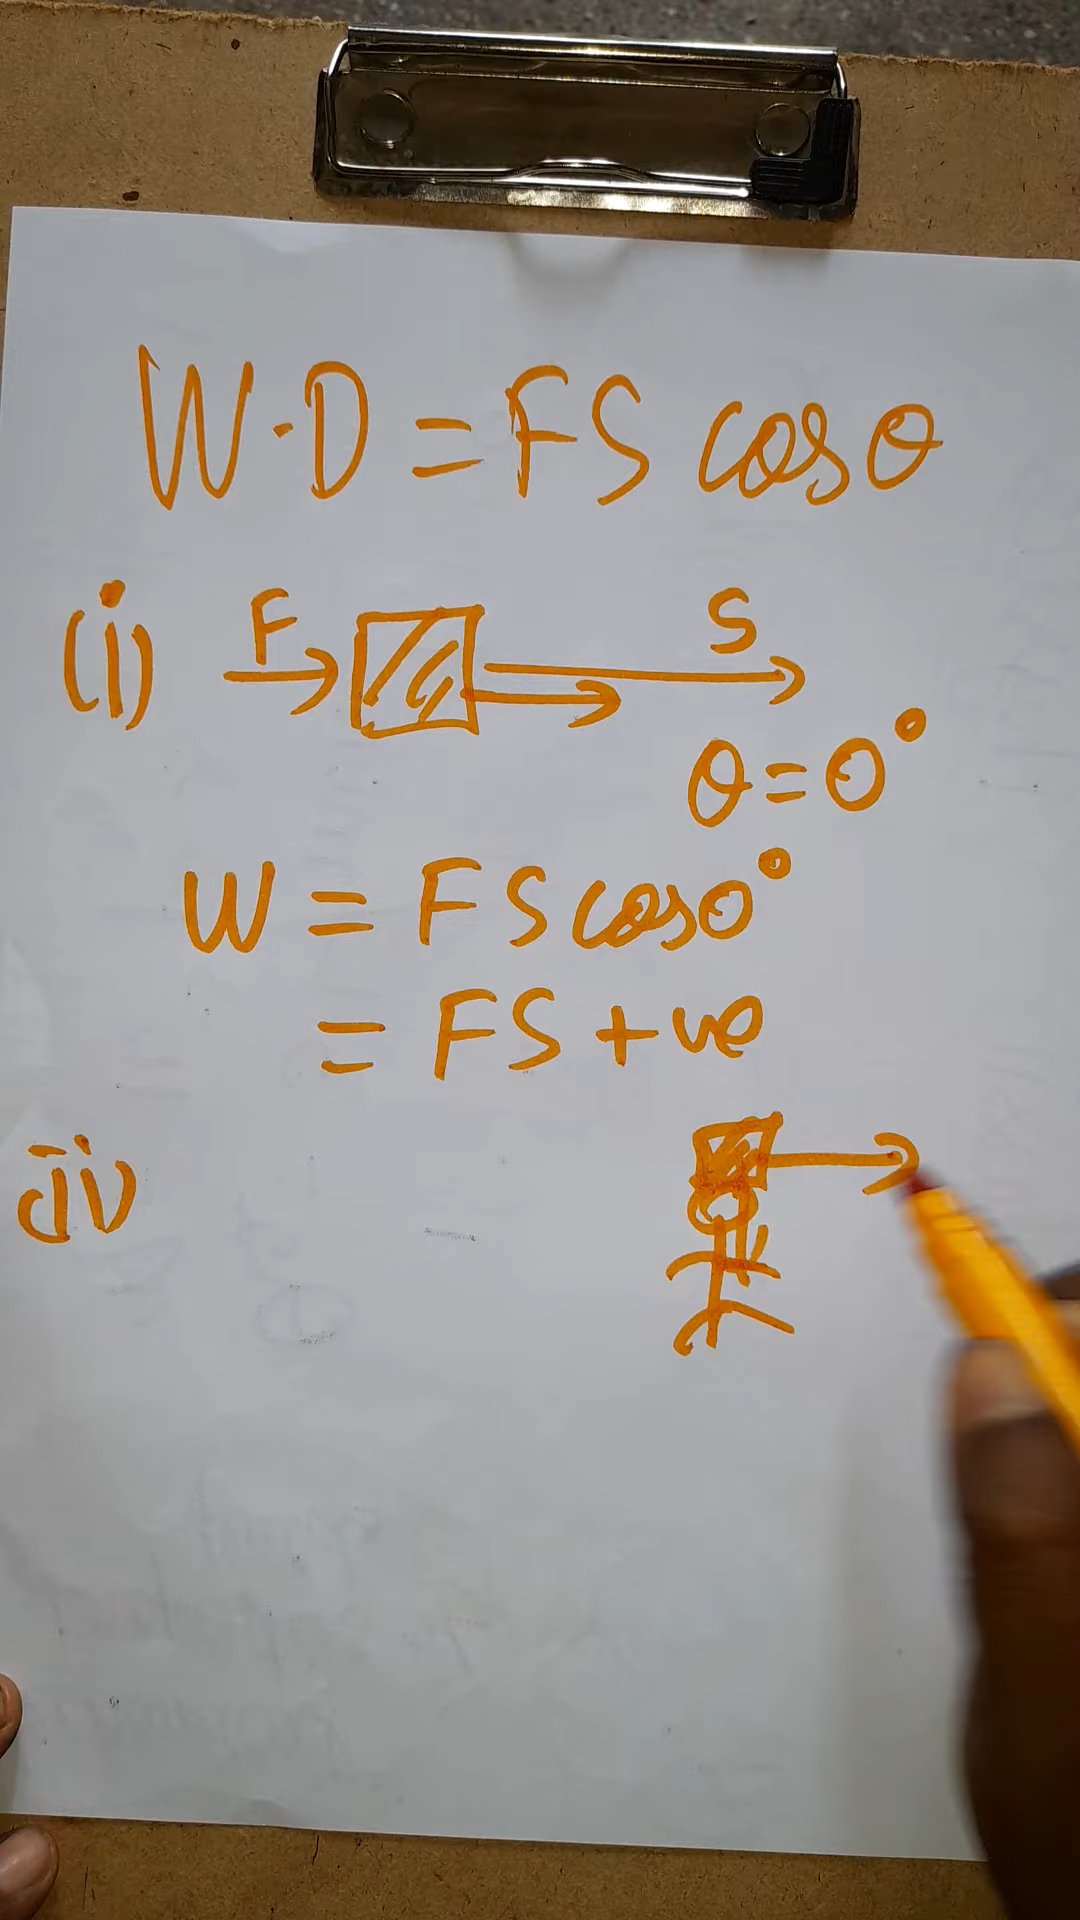 W.D = FS cosθ
(i) F S
θ = 0°
W = FS cos0°
= FS +ve
ii)